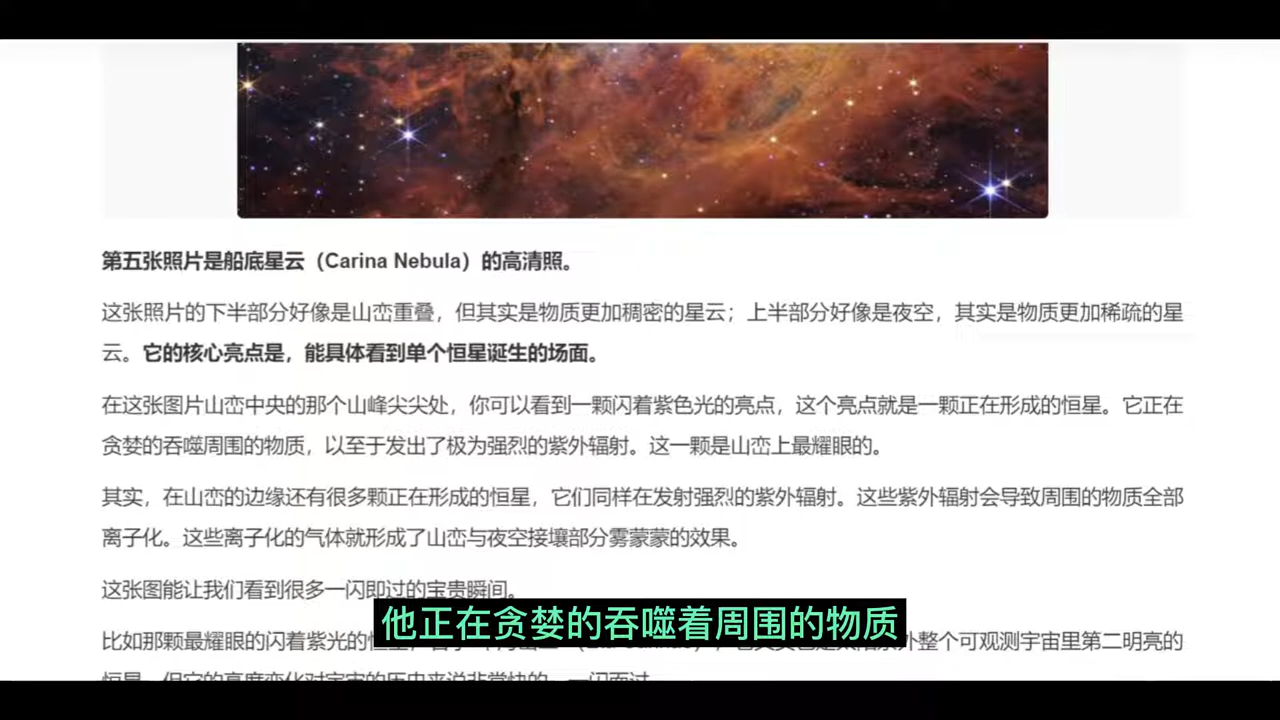 第五张照片是船底星云（Carina Nebula）的高清照。
这张照片的下半部分好像是山峦重叠，但其实是物质更加稠密的星云；上半部分好像是夜空，其实是物质更加稀疏的星
云。它的核心亮点是，能具体看到单个恒星诞生的场面。
在这张图片山峦中央的那个山峰尖尖处，你可以看到一颗闪着紫色光的亮点，这个亮点就是一颗正在形成的恒星。它正在
贪婪的吞噬周围的物质，以至于发出了极为强烈的紫外辐射。这一颗是山峦上最耀眼的。
其实，在山峦的边缘还有很多颗正在形成的恒星，它们同样在发射强烈的紫外辐射。这些紫外辐射会导致周围的物质全部
离子化。这些离子化的气体就形成了山峦与夜空接壤部分雾蒙蒙的效果。
这张图能让我们看到很多一闪即过的宝贵瞬间。
他正在贪婪的吞噬着周围的物质
比如那颗最耀眼的闪着紫光的 外整个可观测宇宙里第二明亮的